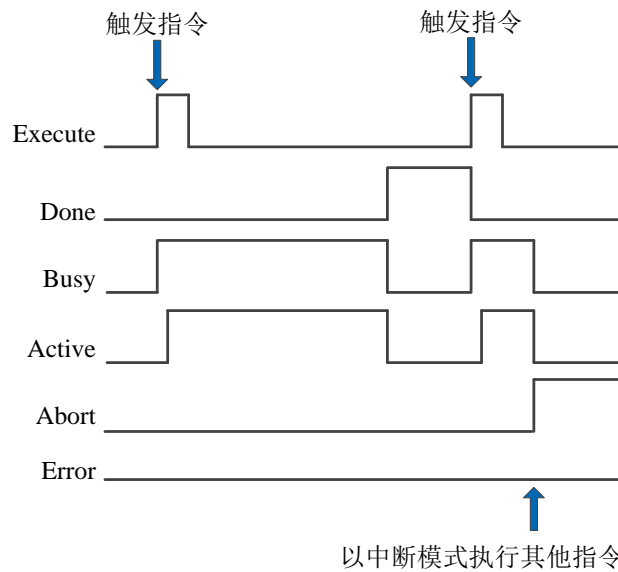 触发指令
触发指令
Execute
Done
Busy
Active
Abort
Error
以中断模式执行其他指令